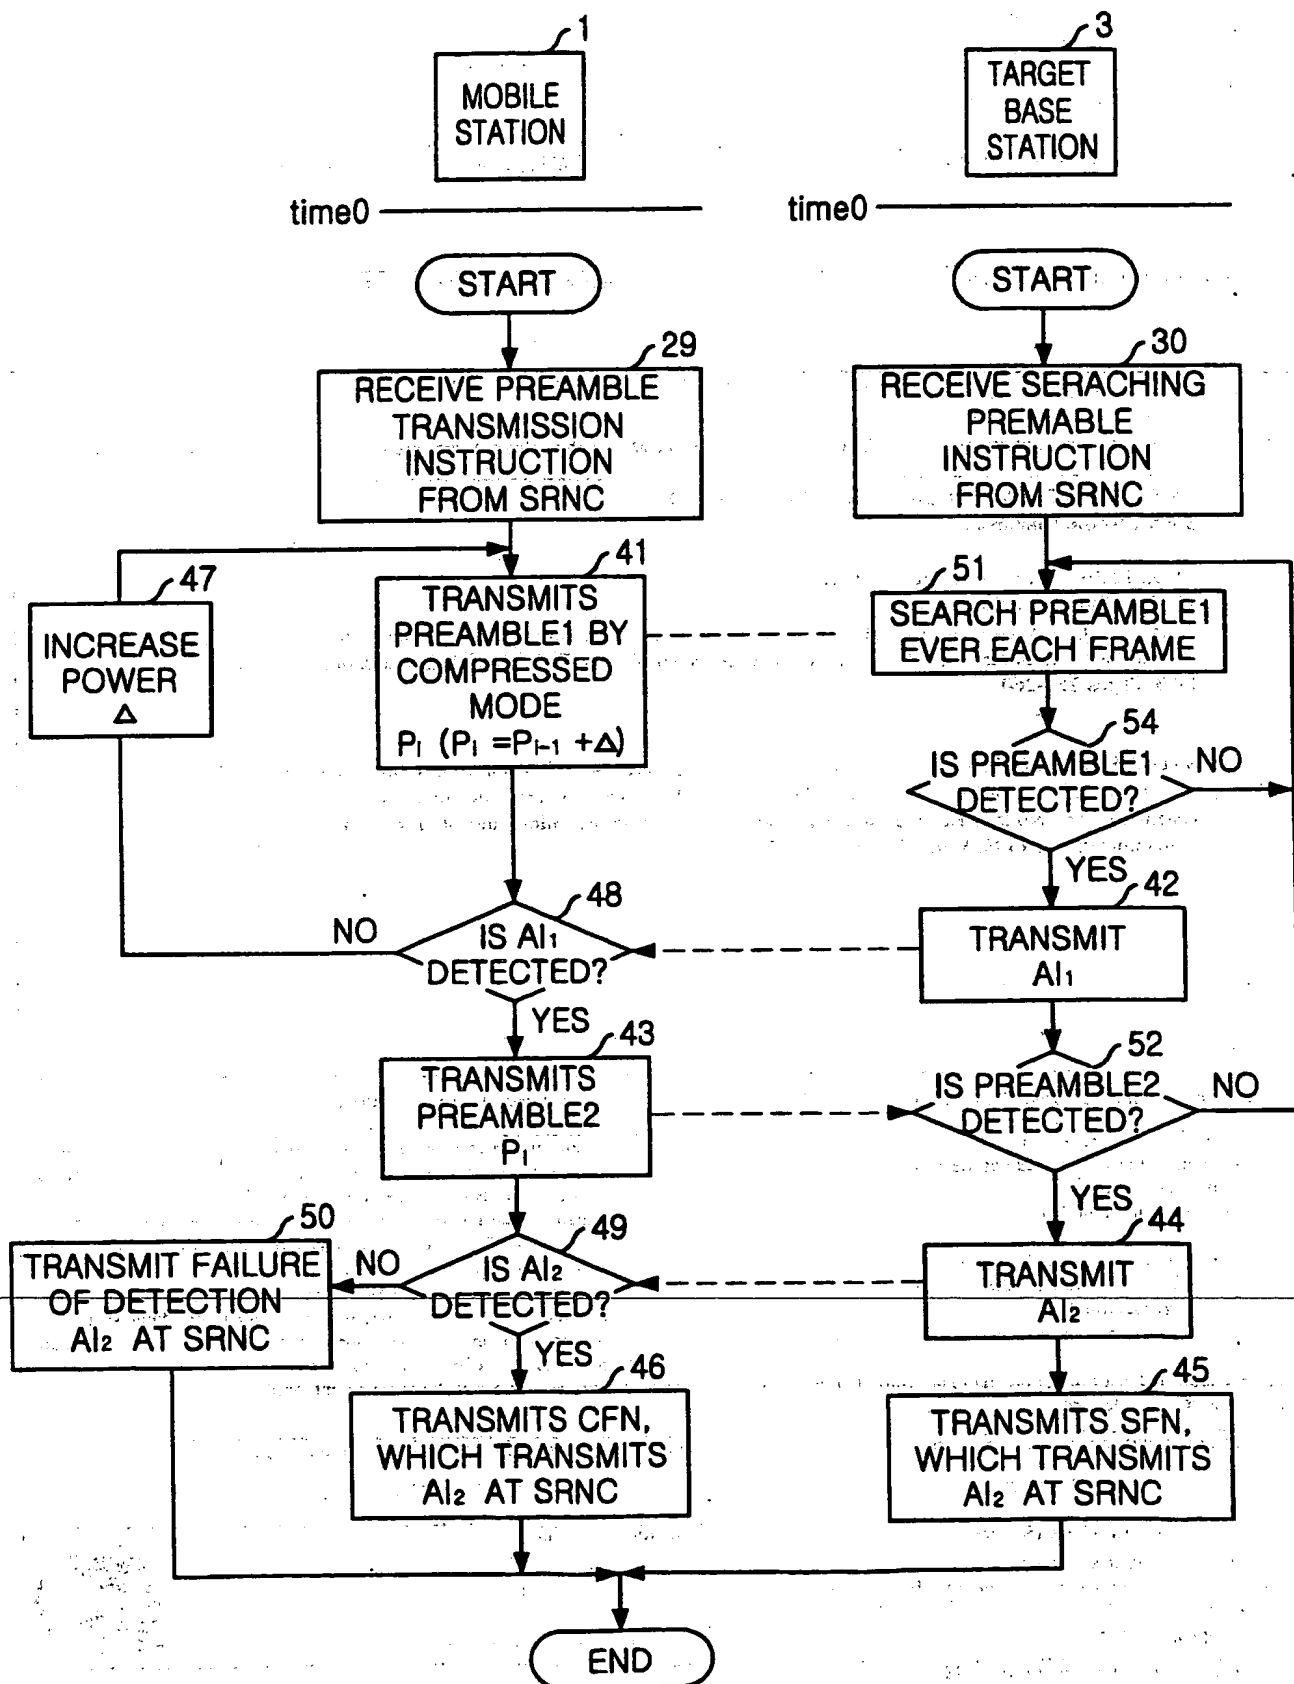 1
MOBILE
STATION
3
TARGET
BASE
STATION
time0
time0
START
START
29
RECEIVE PREAMBLE
TRANSMISSION
INSTRUCTION
FROM SRNC
30
RECEIVE SERACHING
PREMABLE
INSTRUCTION
FROM SRNC
47
INCREASE
POWER
Δ
41
TRANSMITS
PREAMBLE1 BY
COMPRESSED
MODE
Pi (Pi =Pi-1 +Δ)
51
SEARCH PREAMBLE1
EVER EACH FRAME
54
IS PREAMBLE1
DETECTED?
NO
YES
48
IS AI1
DETECTED?
NO
YES
42
TRANSMIT
AI1
43
TRANSMITS
PREAMBLE2
Pi
52
IS PREAMBLE2
DETECTED?
NO
YES
50
TRANSMIT FAILURE
OF DETECTION
AI2 AT SRNC
49
IS AI2
DETECTED?
NO
YES
44
TRANSMIT
AI2
46
TRANSMITS CFN,
WHICH TRANSMITS
AI2 AT SRNC
45
TRANSMITS SFN,
WHICH TRANSMITS
AI2 AT SRNC
END